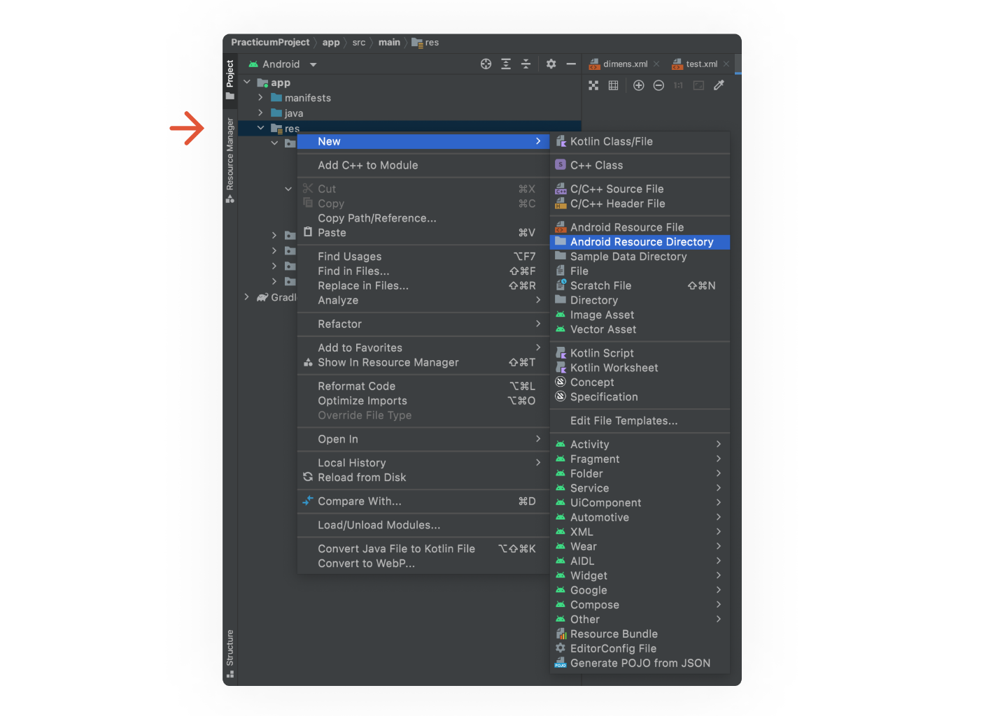 PracticumProject app src main res
Project
Resource Manager
Structure
Android
dimens.xml
test.xml
1:1
app
manifests
java
res
Gradl
New
Add C++ to Module
Cut ⌘X
Copy ⌘C
Copy Path/Reference...
Paste ⌘V
Find Usages ⌥F7
Find in Files... ⇧⌘F
Replace in Files... ⇧⌘R
Analyze
Refactor
Add to Favorites
Show In Resource Manager ⇧⌘T
Reformat Code ⌥⌘L
Optimize Imports ⌥⌘O
Override File Type
Open In
Local History
Reload from Disk
Compare With... ⌘D
Load/Unload Modules...
Convert Java File to Kotlin File ⌥⇧⌘K
Convert to WebP...
Kotlin Class/File
S C++ Class
C++ C/C++ Source File
H C/C++ Header File
Android Resource File
Android Resource Directory
Sample Data Directory
File
Scratch File ⇧⌘N
Directory
Image Asset
Vector Asset
Kotlin Script
Kotlin Worksheet
Concept
Specification
Edit File Templates...
Activity
Fragment
Folder
Service
UiComponent
Automotive
XML
Wear
AIDL
Widget
Google
Compose
Other
Resource Bundle
EditorConfig File
POJO Generate POJO from JSON